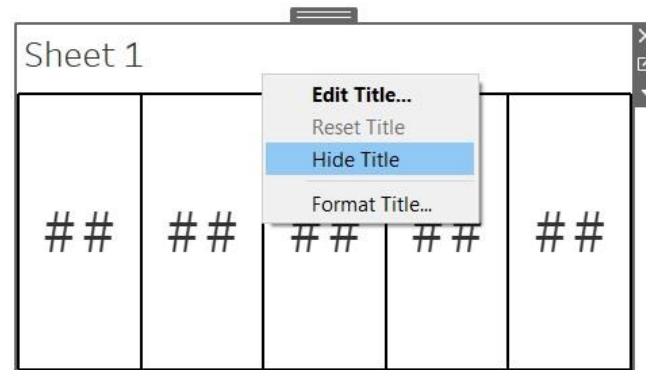 Sheet 1
Edit Title...
Reset Title
Hide Title
Format Title...
## ## ## ## ##